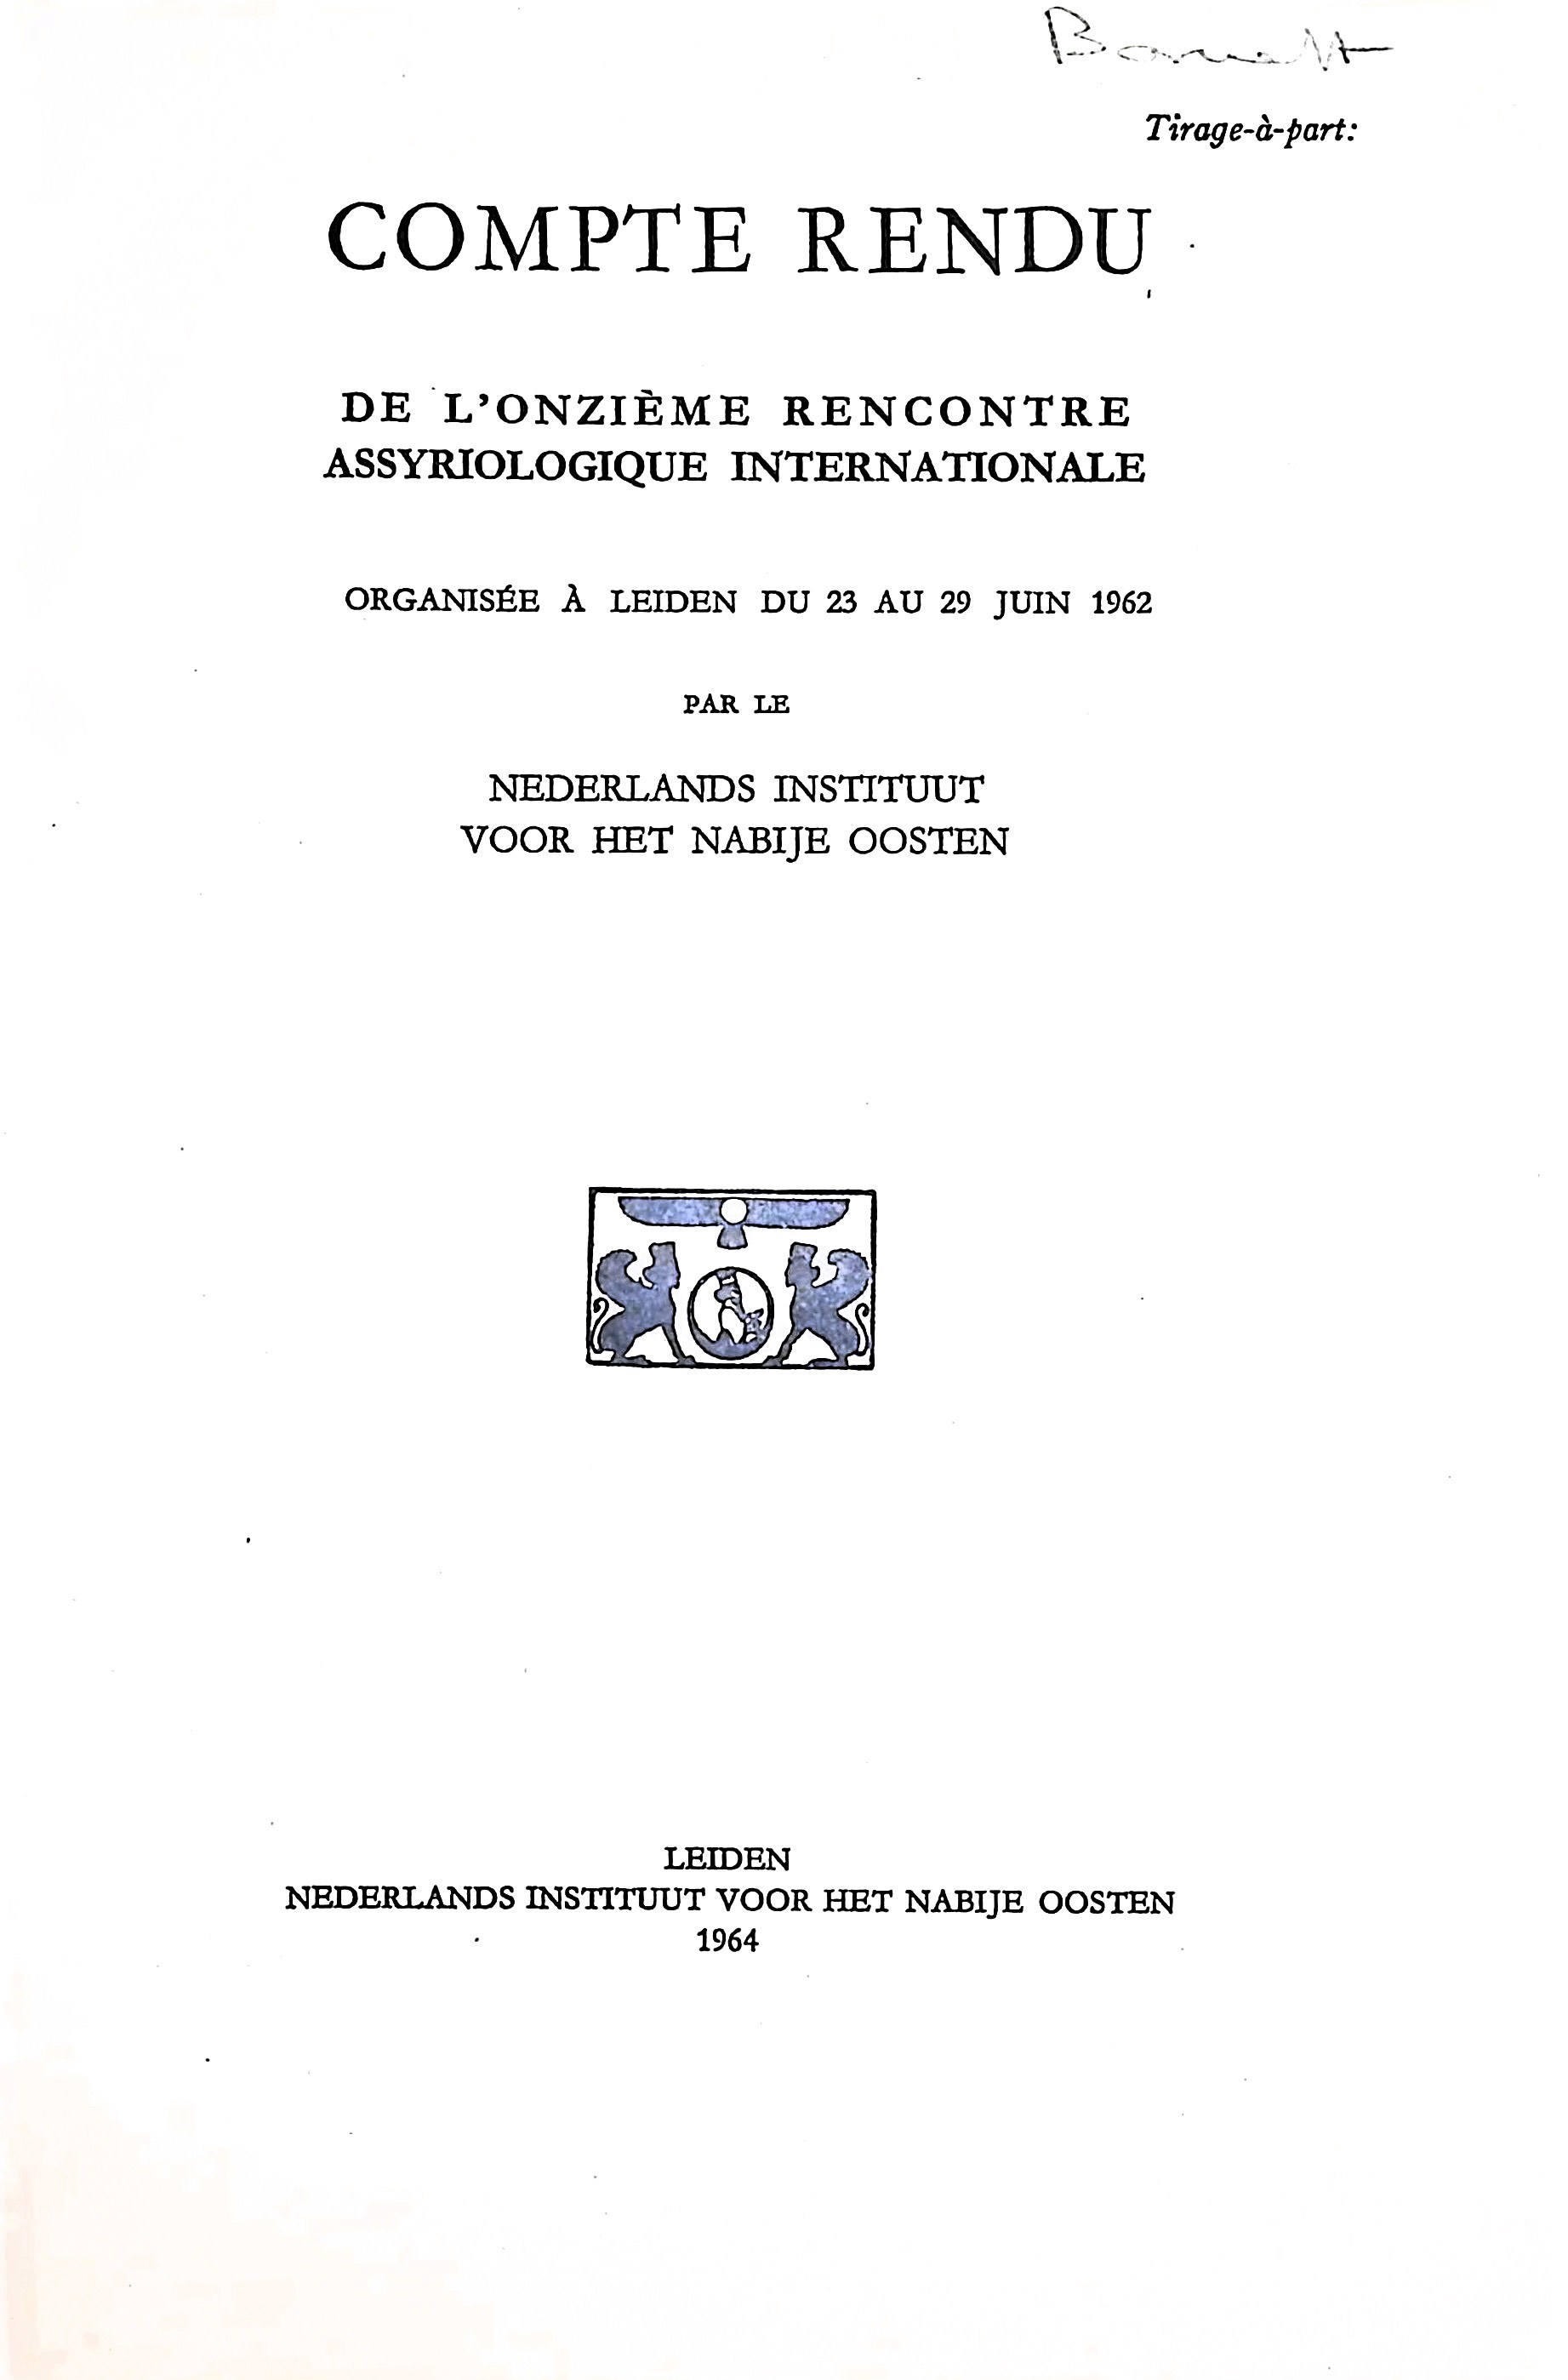 Barnett
Tirage-à-part:
COMPTE RENDU
DE L'ONZIÈME RENCONTRE
ASSYRIOLOGIQUE INTERNATIONALE
ORGANISÉE À LEIDEN DU 23 AU 29 JUIN 1962
PAR LE
NEDERLANDS INSTITUUT
VOOR HET NABIJE OOSTEN
LEIDEN
NEDERLANDS INSTITUUT VOOR HET NABIJE OOSTEN
1964